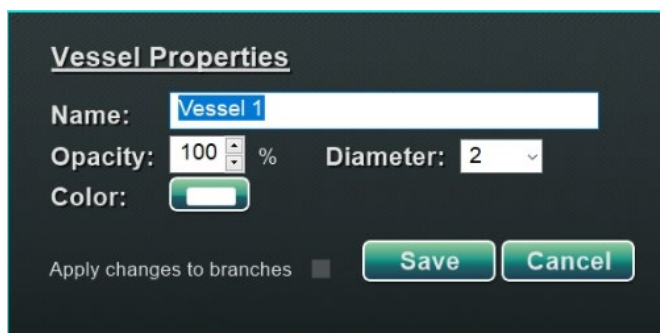 Vessel Properties
Name: Vessel 1
Opacity: 100 % Diameter: 2
Color:
Apply changes to branches Save Cancel